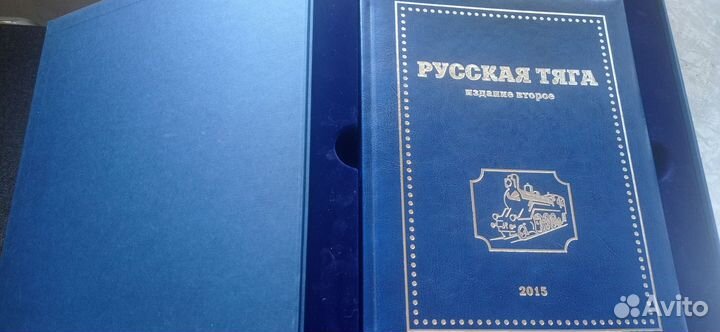 РУССКАЯ ТЯГА
издание второе
2015
Avito